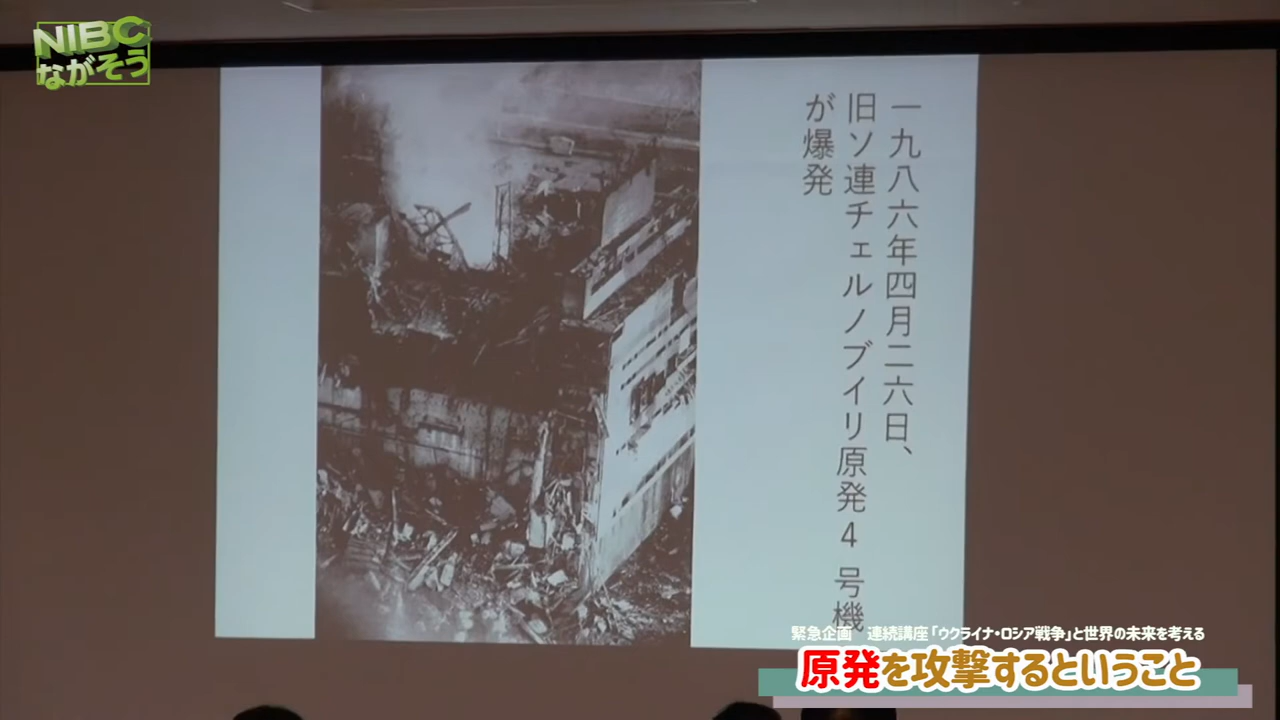 NIBC
ながそう
一九八六年四月二六日、
旧ソ連チェルノブイリ原発4号機
が爆発
緊急企画 連続講座「ウクライナ・ロシア戦争」と世界の未来を考える
原発を攻撃するということ